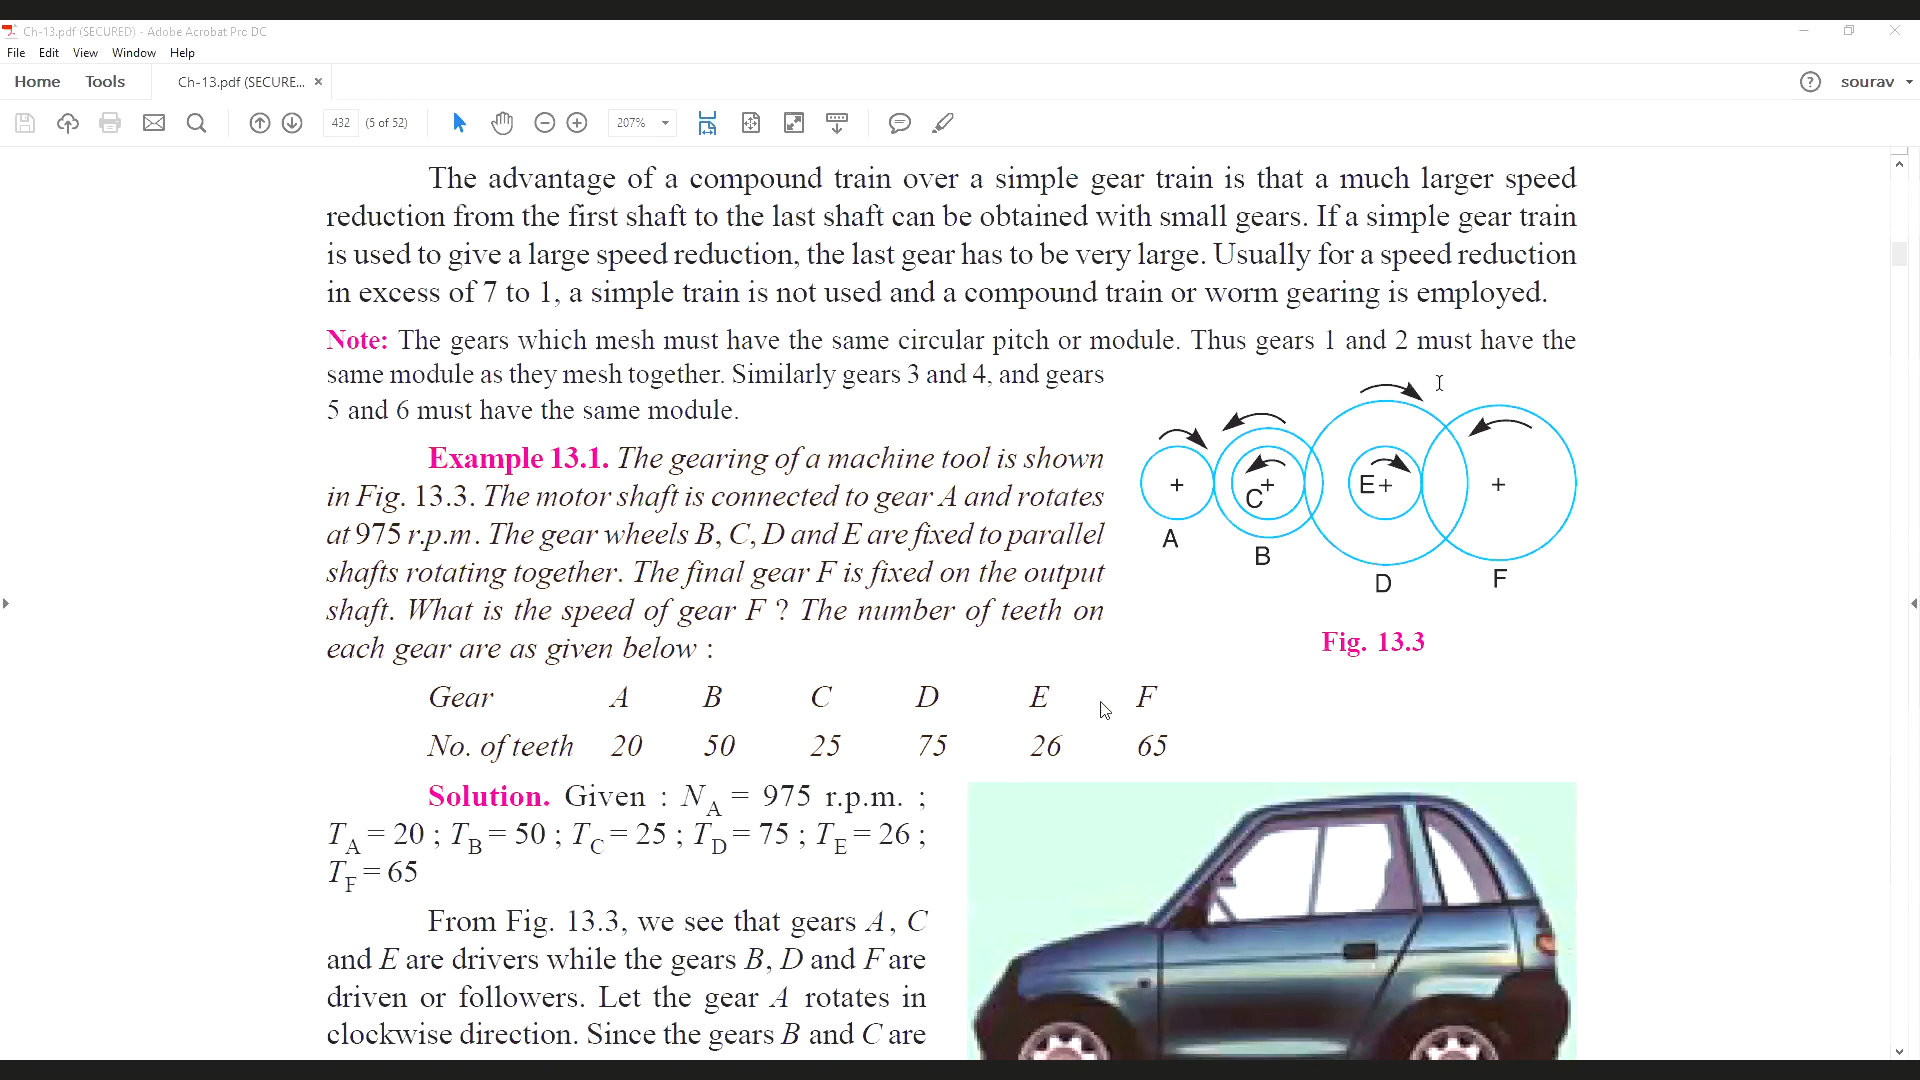 Ch-13.pdf (SECURED) - Adobe Acrobat Pro DC
File Edit View Window Help
Home Tools Ch-13.pdf (SECURE... × sourav
432 (5 of 52) 207%
The advantage of a compound train over a simple gear train is that a much larger speed
reduction from the first shaft to the last shaft can be obtained with small gears. If a simple gear train
is used to give a large speed reduction, the last gear has to be very large. Usually for a speed reduction
in excess of 7 to 1, a simple train is not used and a compound train or worm gearing is employed.
Note: The gears which mesh must have the same circular pitch or module. Thus gears 1 and 2 must have the
same module as they mesh together. Similarly gears 3 and 4, and gears
5 and 6 must have the same module.
Example 13.1. The gearing of a machine tool is shown
in Fig. 13.3. The motor shaft is connected to gear A and rotates
at 975 r.p.m. The gear wheels B, C, D and E are fixed to parallel
shafts rotating together. The final gear F is fixed on the output
shaft. What is the speed of gear F ? The number of teeth on
each gear are as given below :
C E
A B D F
Fig. 13.3
Gear A B C D E F
No. of teeth 20 50 25 75 26 65
Solution. Given : N_A = 975 r.p.m. ;
T_A = 20 ; T_B = 50 ; T_C = 25 ; T_D = 75 ; T_E = 26 ;
T_F = 65
From Fig. 13.3, we see that gears A, C
and E are drivers while the gears B, D and F are
driven or followers. Let the gear A rotates in
clockwise direction. Since the gears B and C are